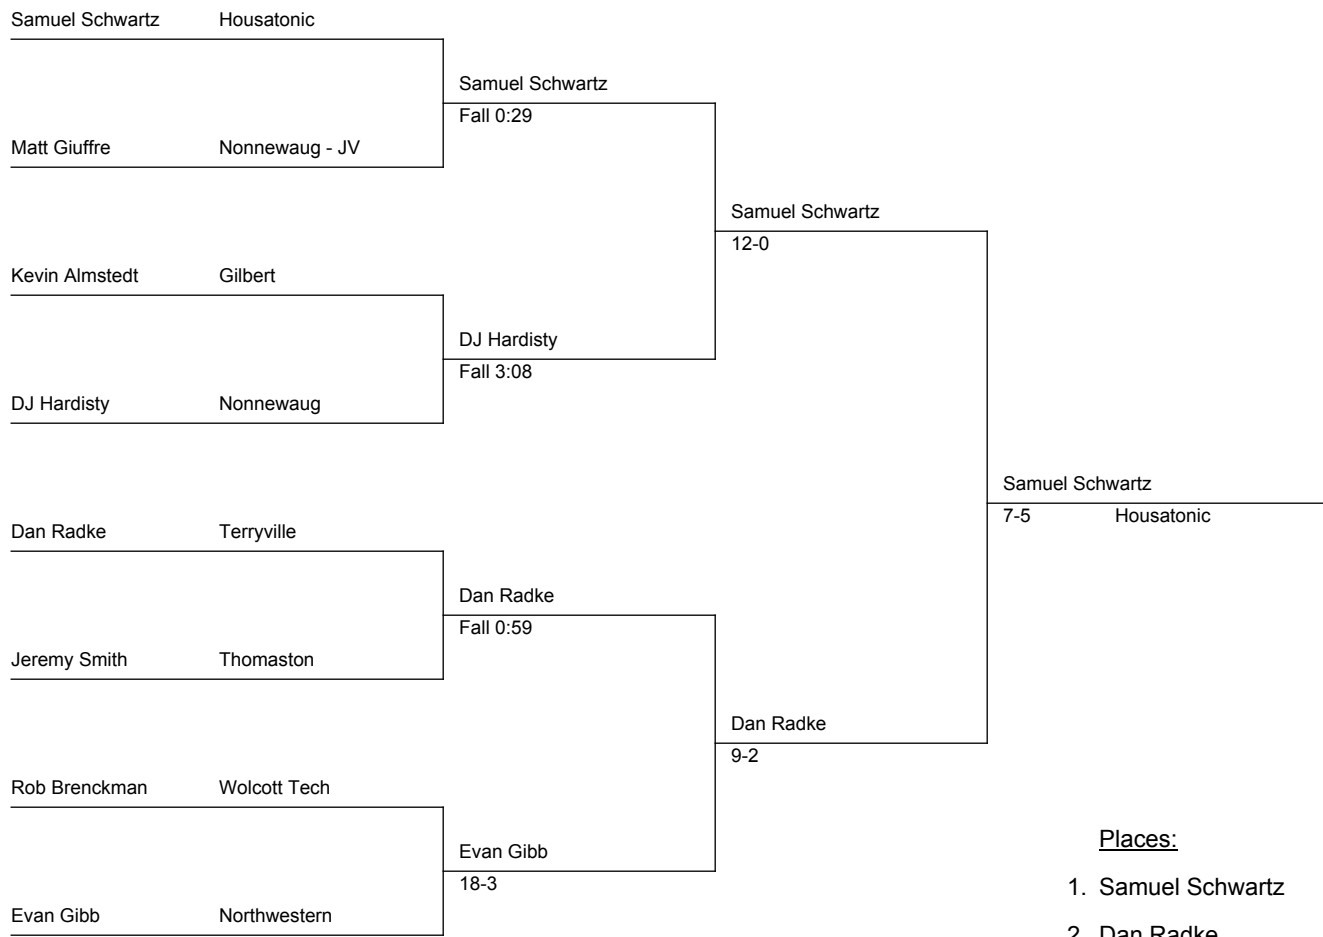 Samuel Schwartz Housatonic
Samuel Schwartz
Fall 0:29
Matt Giuffre Nonnewaug - JV
Samuel Schwartz
12-0
Kevin Almstedt Gilbert
DJ Hardisty
Fall 3:08
DJ Hardisty Nonnewaug
Samuel Schwartz
7-5 Housatonic
Dan Radke Terryville
Dan Radke
Fall 0:59
Jeremy Smith Thomaston
Dan Radke
9-2
Rob Brenckman Wolcott Tech
Places:
Evan Gibb
18-3
1. Samuel Schwartz
Evan Gibb Northwestern
2. Dan Radke